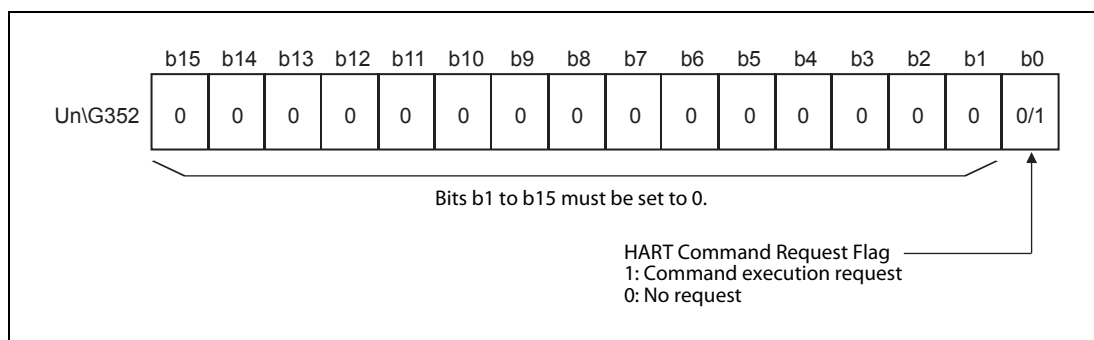 b15 b14 b13 b12 b11 b10 b9 b8 b7 b6 b5 b4 b3 b2 b1 b0
Un\G352 0 0 0 0 0 0 0 0 0 0 0 0 0 0 0 0/1
Bits b1 to b15 must be set to 0.
HART Command Request Flag
1: Command execution request
0: No request